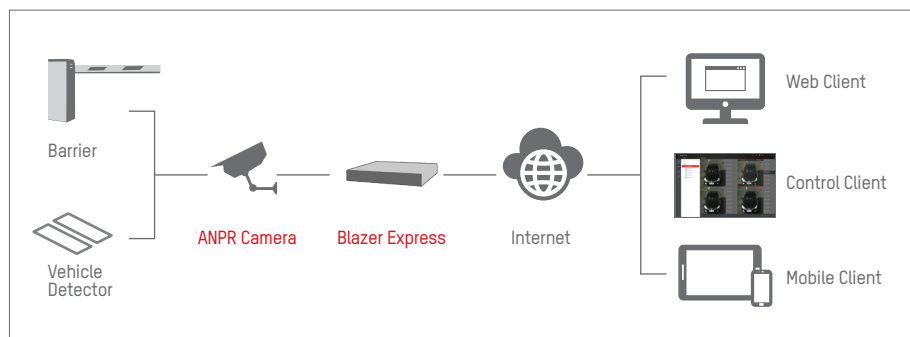 Barrier
Vehicle
Detector
ANPR Camera
Blazer Express
Internet
Web Client
Control Client
Mobile Client